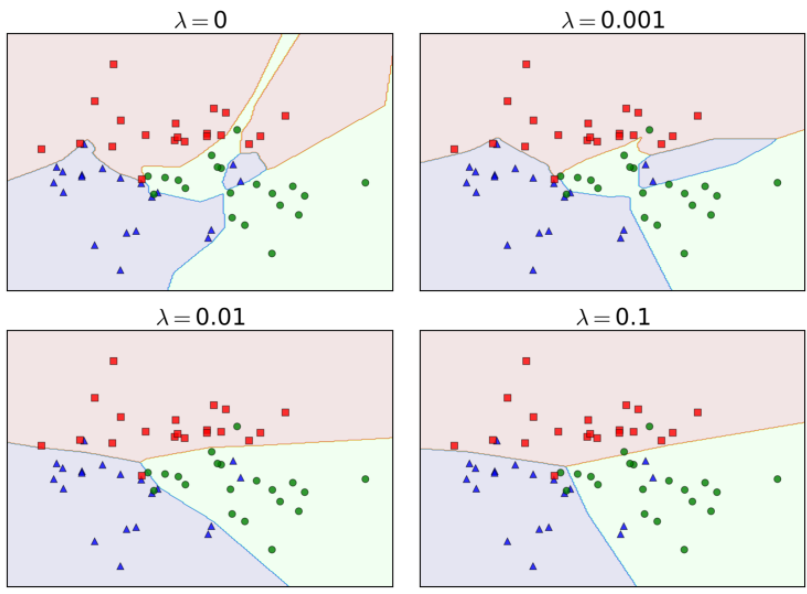 λ = 0
λ = 0.001
λ = 0.01
λ = 0.1